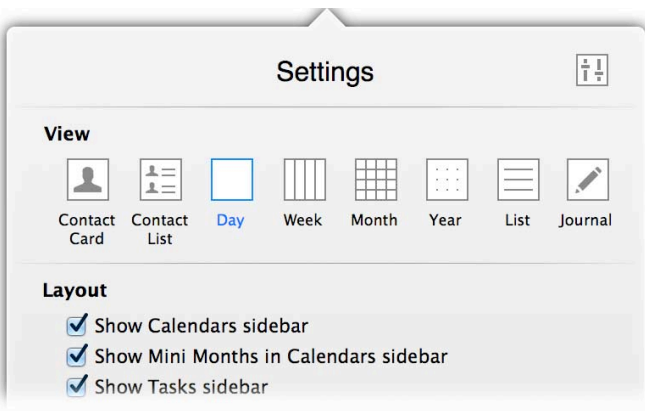 Settings
View
Contact Card
Contact List
Day
Week
Month
Year
List
Journal
Layout
Show Calendars sidebar
Show Mini Months in Calendars sidebar
Show Tasks sidebar